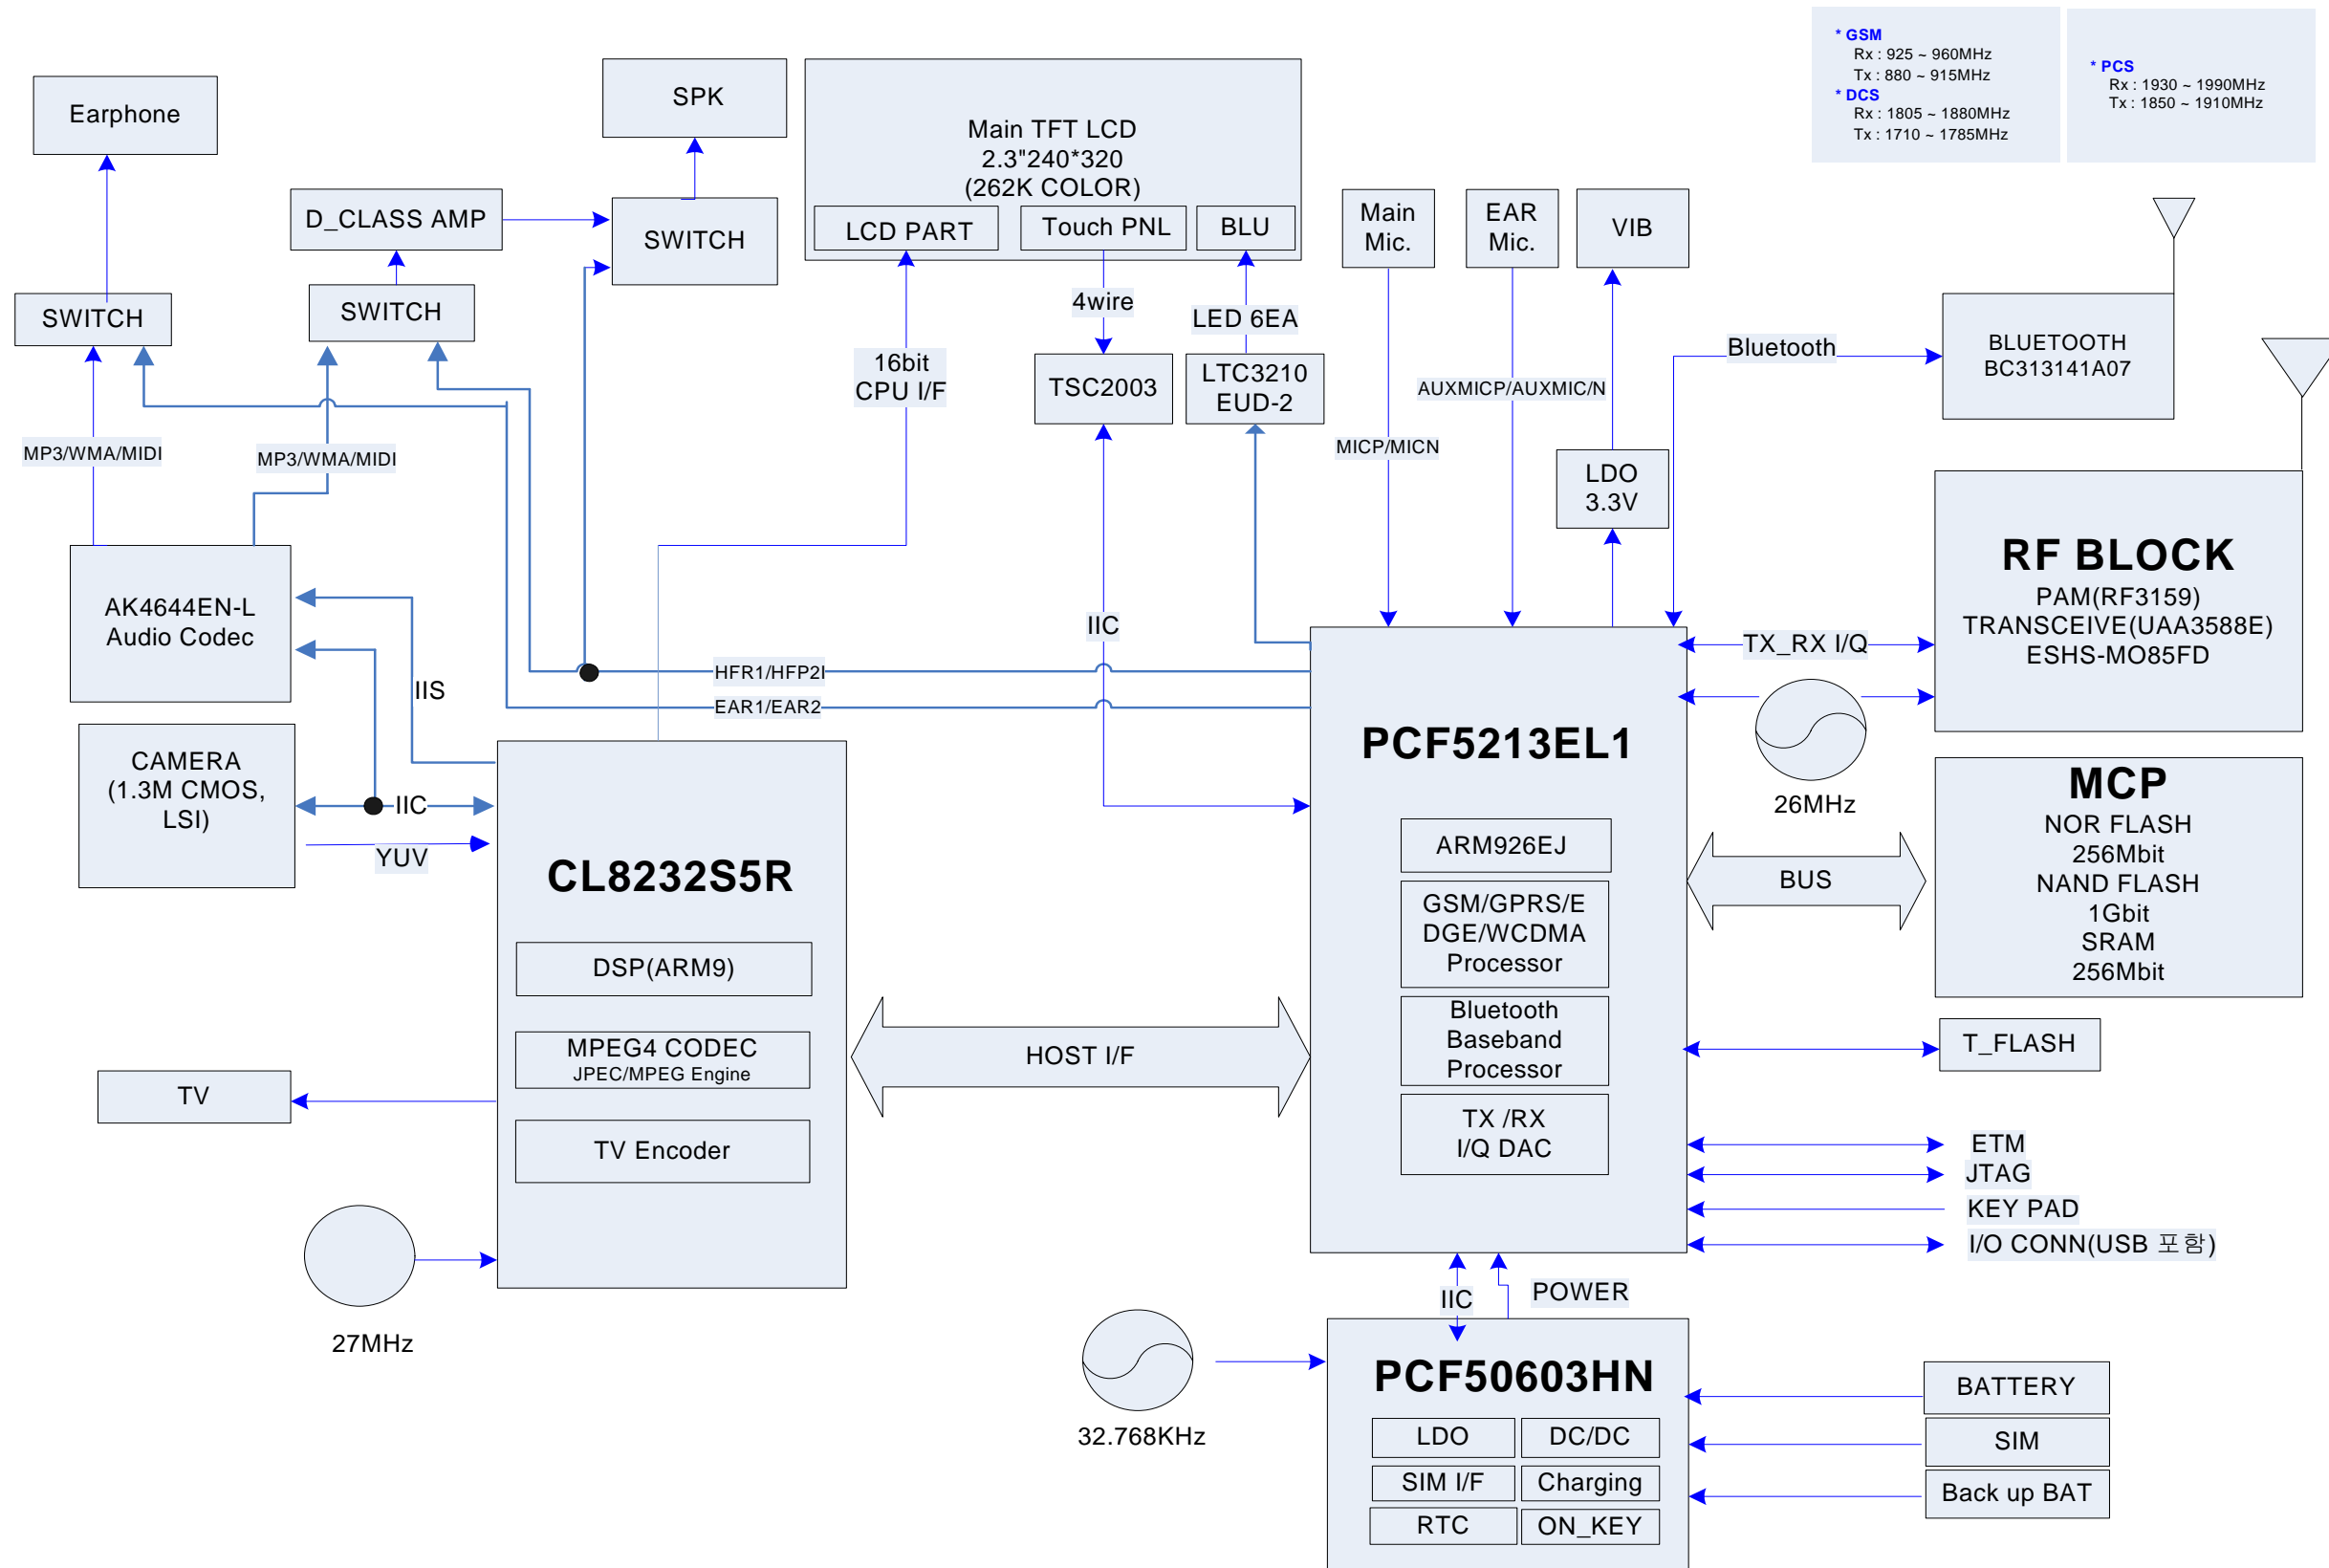 * GSM
Rx : 925 ~ 960MHz
Tx : 880 ~ 915MHz
* DCS
Rx : 1805 ~ 1880MHz
Tx : 1710 ~ 1785MHz
* PCS
Rx : 1930 ~ 1990MHz
Tx : 1850 ~ 1910MHz
Earphone
SPK
Main TFT LCD
2.3"240*320
(262K COLOR)
LCD PART
Touch PNL
BLU
D_CLASS AMP
SWITCH
Main
Mic.
EAR
Mic.
VIB
SWITCH
SWITCH
4wire
LED 6EA
16bit
CPU I/F
TSC2003
LTC3210
EUD-2
AUXMICP/AUXMIC/N
MICP/MICN
Bluetooth
BLUETOOTH
BC313141A07
MP3/WMA/MIDI
MP3/WMA/MIDI
LDO
3.3V
RF BLOCK
PAM(RF3159)
TRANSCEIVE(UAA3588E)
ESHS-MO85FD
AK4644EN-L
Audio Codec
IIC
TX_RX I/Q
IIS
HFR1/HFP2I
EAR1/EAR2
PCF5213EL1
26MHz
CAMERA
(1.3M CMOS,
LSI)
IIC
YUV
MCP
NOR FLASH
256Mbit
NAND FLASH
1Gbit
SRAM
256Mbit
BUS
ARM926EJ
GSM/GPRS/E
DGE/WCDMA
Processor
Bluetooth
Baseband
Processor
TX /RX
I/Q DAC
CL8232S5R
DSP(ARM9)
MPEG4 CODEC
JPEC/MPEG Engine
TV Encoder
HOST I/F
TV
T_FLASH
ETM
JTAG
KEY PAD
I/O CONN(USB 포함)
27MHz
IIC
POWER
32.768KHz
PCF50603HN
LDO
DC/DC
SIM I/F
Charging
RTC
ON_KEY
BATTERY
SIM
Back up BAT